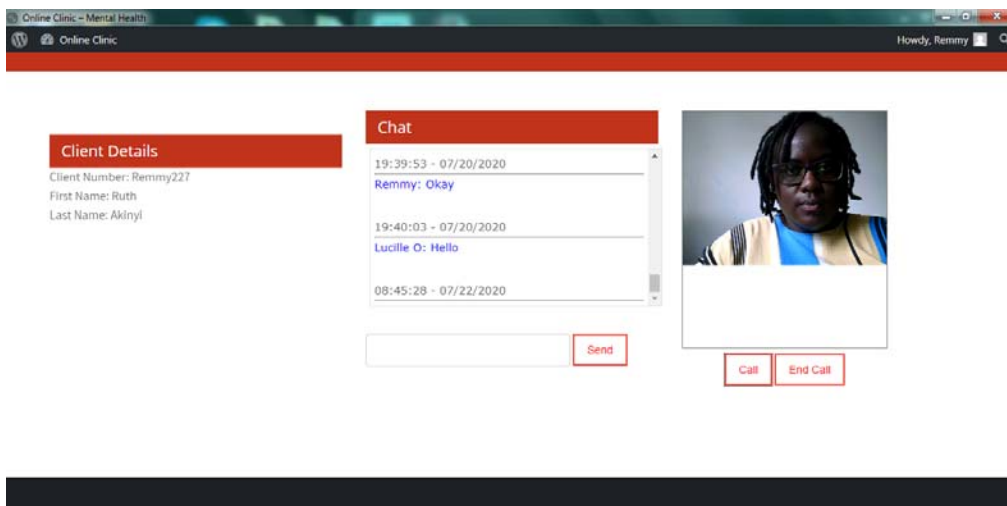 Online Clinic – Mental Health
Online Clinic
Howdy, Remmy
Client Details
Client Number: Remmy227
First Name: Ruth
Last Name: Akinyi
Chat
19:39:53 - 07/20/2020
Remmy: Okay
19:40:03 - 07/20/2020
Lucille O: Hello
08:45:28 - 07/22/2020
Send
Call
End Call